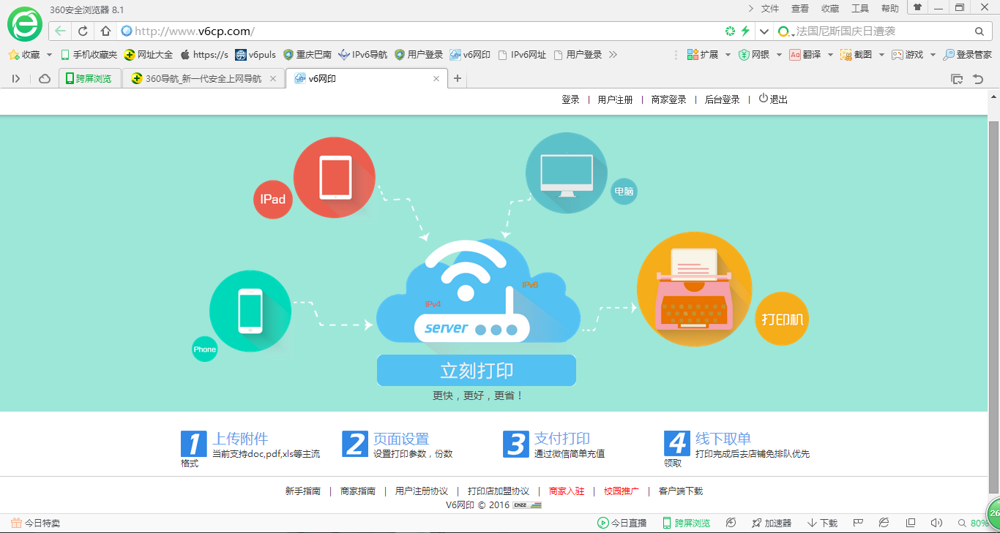 360安全浏览器 8.1
文件 查看 收藏 工具 帮助
http://www.v6cp.com/
法国尼斯国庆日遭袭
收藏 手机收藏夹 网址大全 https://s v6puls 重庆巴南 IPv6导航 用户登录 v6网印 IPv6网址 用户登录 扩展 网银 翻译 截图 游戏 登录管家
跨屏浏览 360导航_新一代安全上网导航 v6网印
登录 | 用户注册 | 商家登录 | 后台登录 | 退出
IPad
电脑
IPv6
IPv4
打印机
server
Phone
立刻打印
更快，更好，更省！
1 上传附件
当前支持doc,pdf,xls等主流
格式
2 页面设置
设置打印参数，份数
3 支付打印
通过微信简单充值
4 线下取单
打印完成后去店铺免排队优先
领取
新手指南 | 商家指南 | 用户注册协议 | 打印店加盟协议 | 商家入驻 | 校园推广 | 客户端下载
V6网印 © 2016 CNZZ
今日特卖 今日直播 跨屏浏览 加速器 下载 80%
26